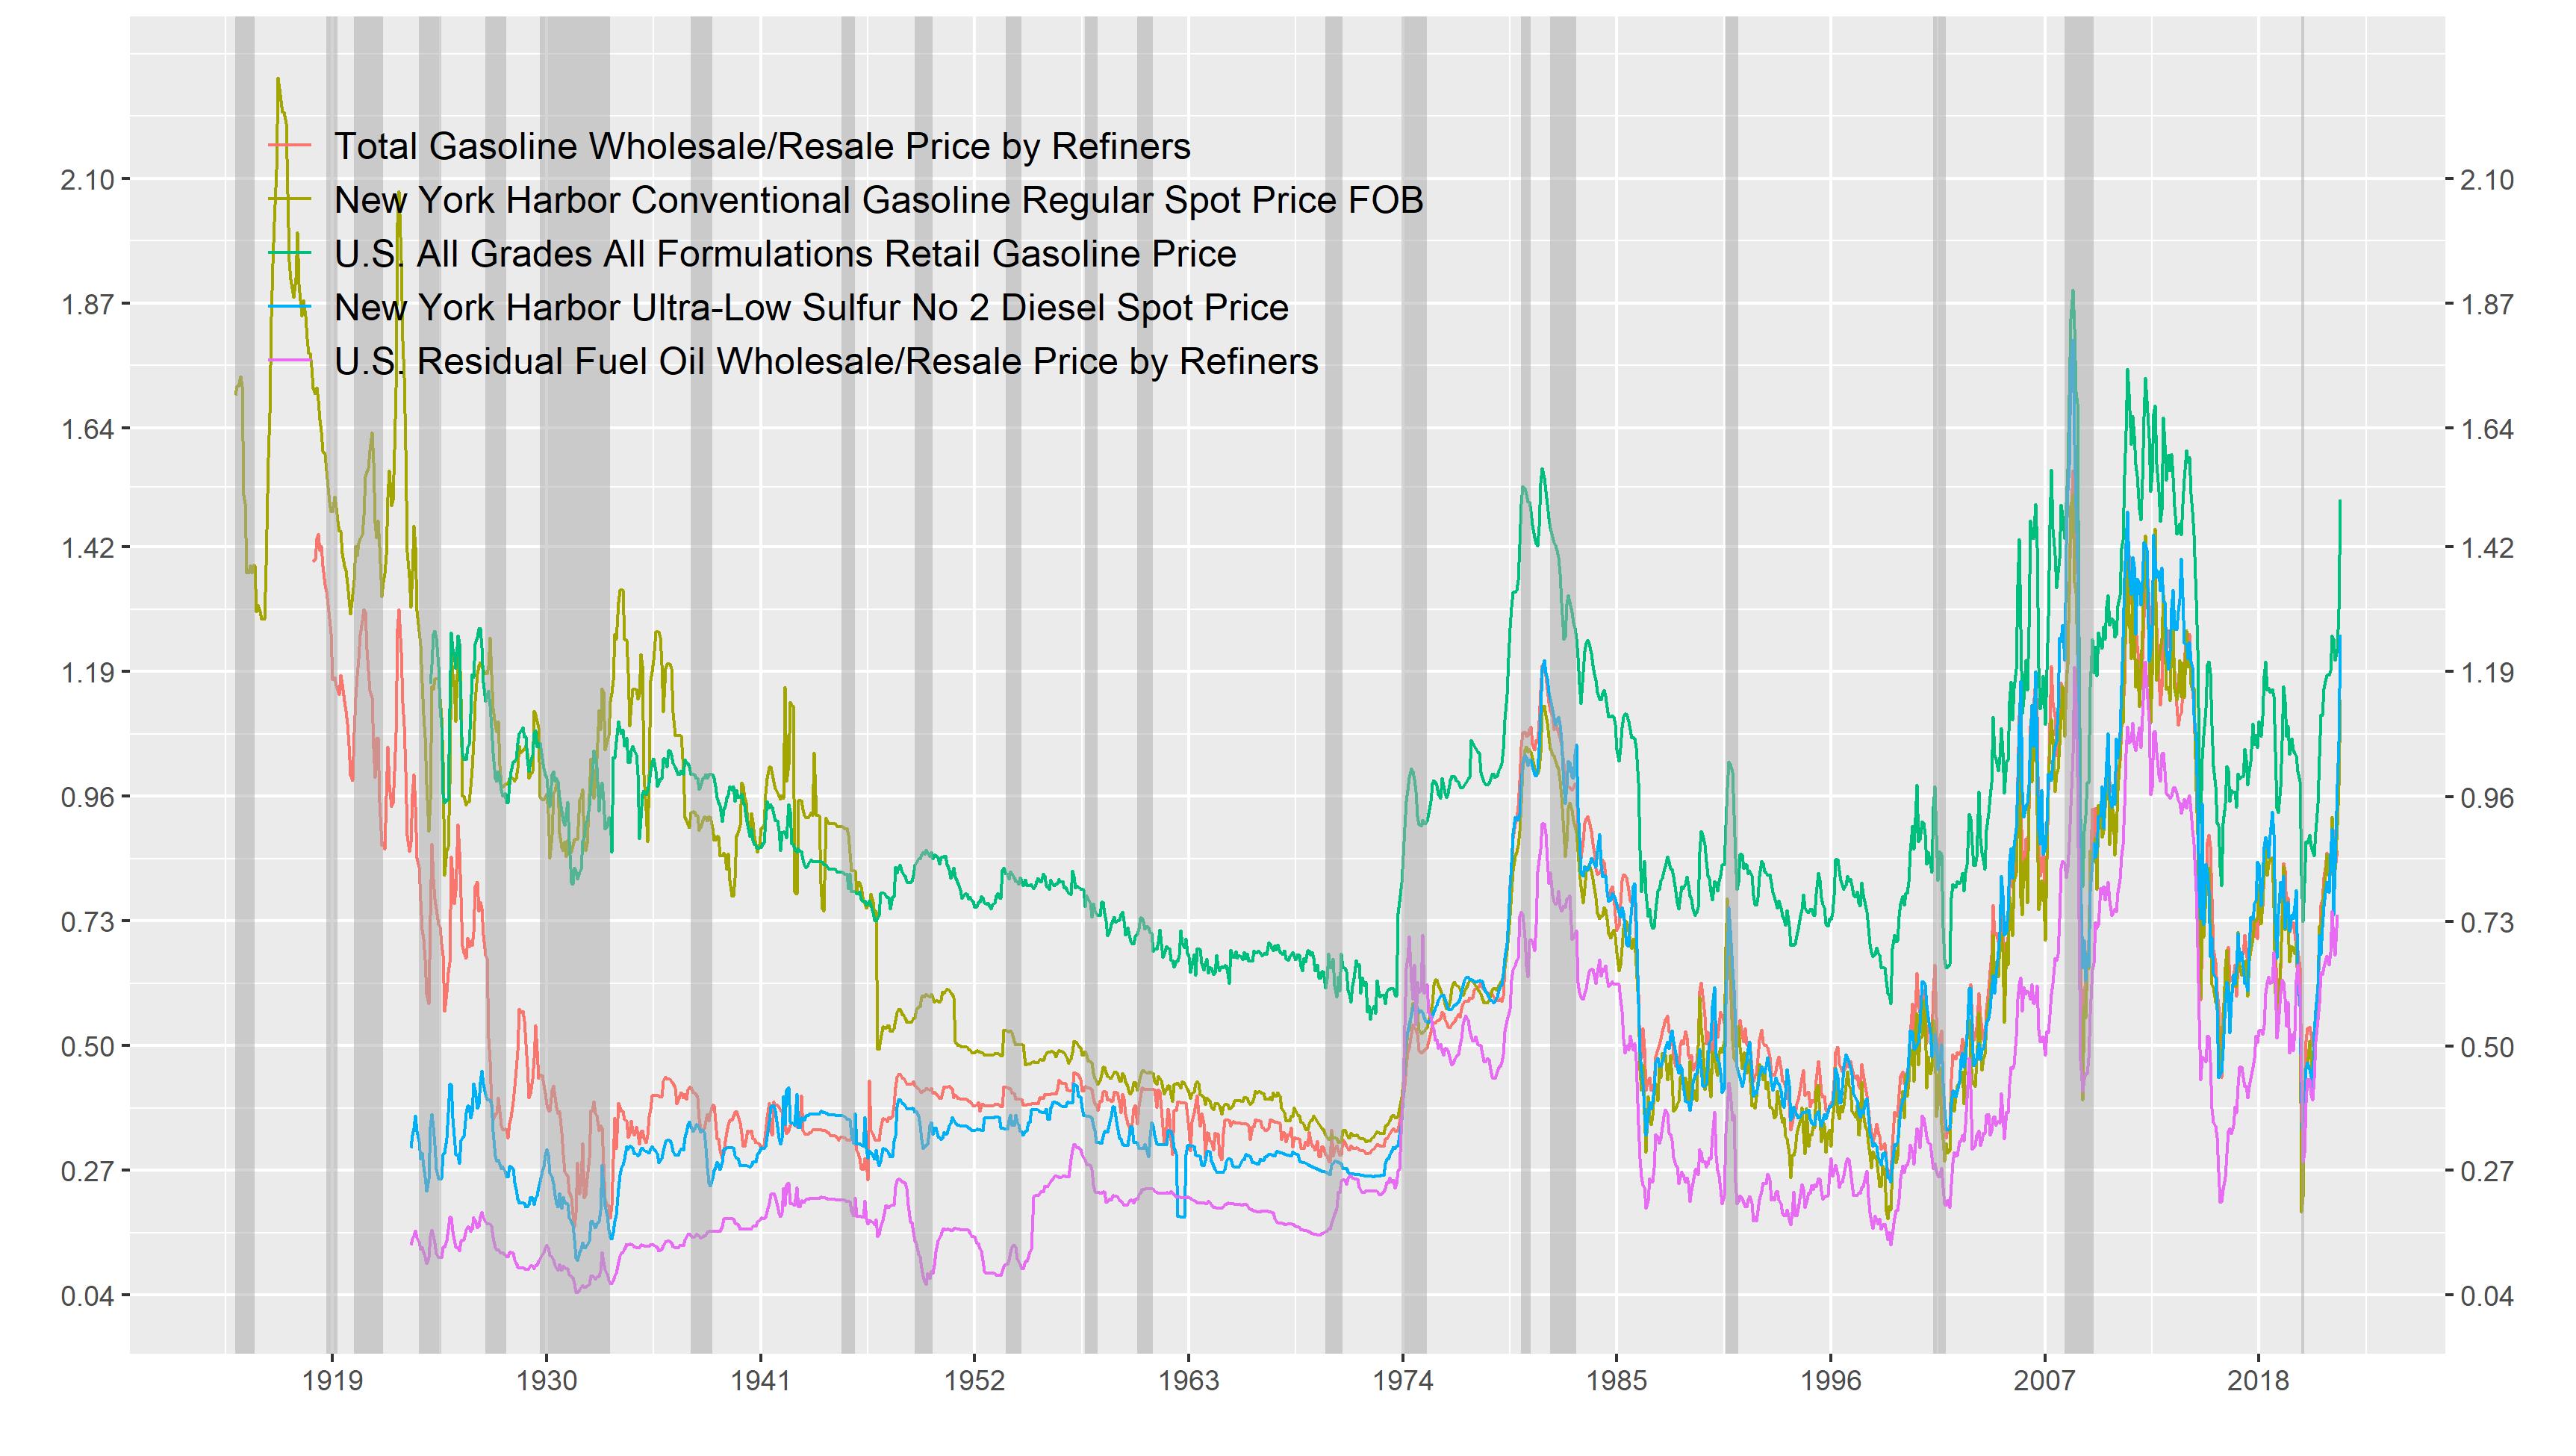 Total Gasoline Wholesale/Resale Price by Refiners
New York Harbor Conventional Gasoline Regular Spot Price FOB
U.S. All Grades All Formulations Retail Gasoline Price
New York Harbor Ultra-Low Sulfur No 2 Diesel Spot Price
U.S. Residual Fuel Oil Wholesale/Resale Price by Refiners
2.10 2.10
1.87 1.87
1.64 1.64
1.42 1.42
1.19 1.19
0.96 0.96
0.73 0.73
0.50 0.50
0.27 0.27
0.04 0.04
1919 1930 1941 1952 1963 1974 1985 1996 2007 2018